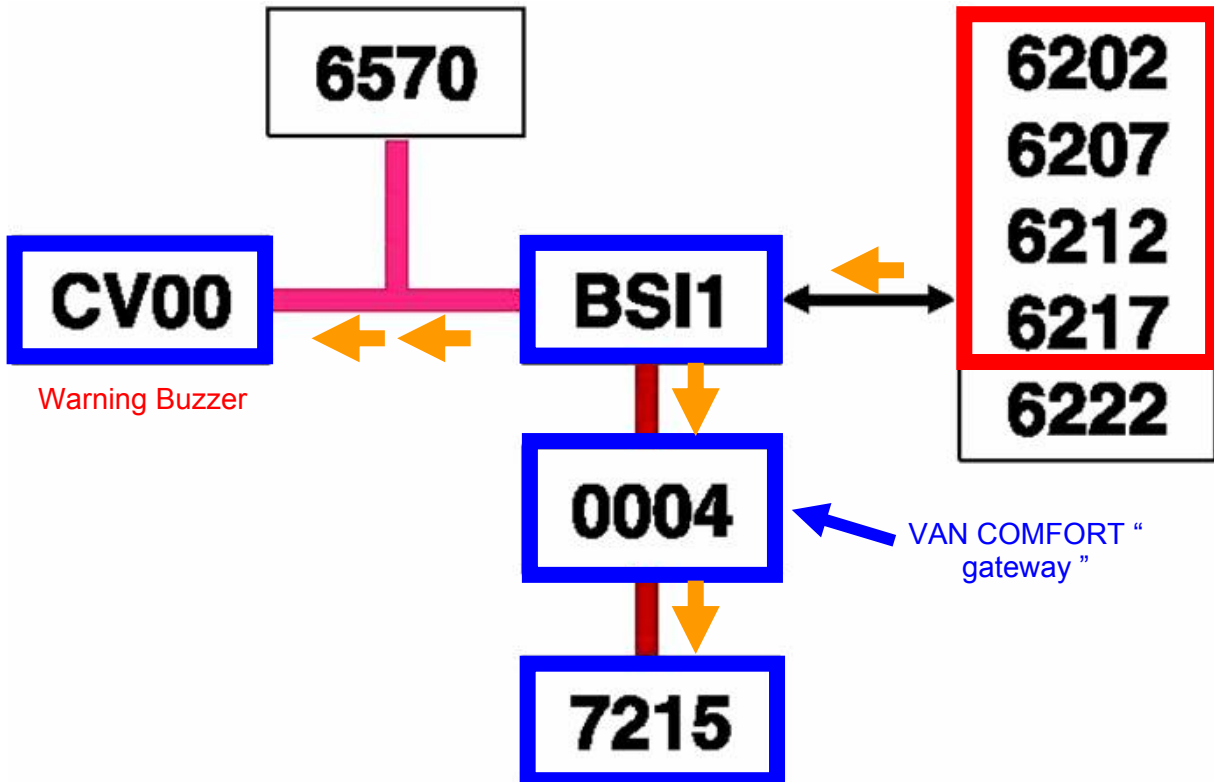 6570
6202
6207
6212
6217
6222
CV00
BSI1
Warning Buzzer
0004
VAN COMFORT “
gateway ”
7215